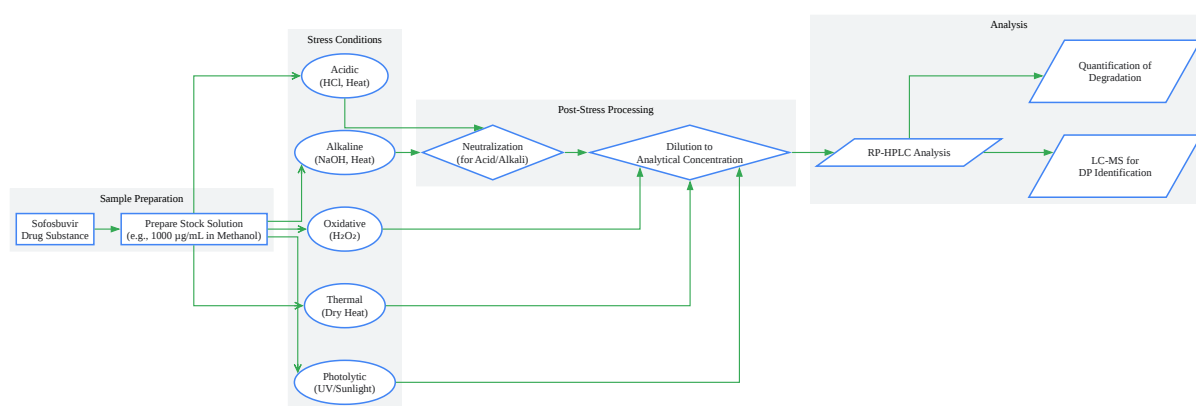 Sample Preparation
Sofosbuvir
Drug Substance
Prepare Stock Solution
(e.g., 1000 µg/mL in Methanol)
Stress Conditions
Acidic
(HCl, Heat)
Alkaline
(NaOH, Heat)
Oxidative
(H₂O₂)
Thermal
(Dry Heat)
Photolytic
(UV/Sunlight)
Post-Stress Processing
Neutralization
(for Acid/Alkali)
Dilution to
Analytical Concentration
Analysis
RP-HPLC Analysis
Quantification of
Degradation
LC-MS for
DP Identification